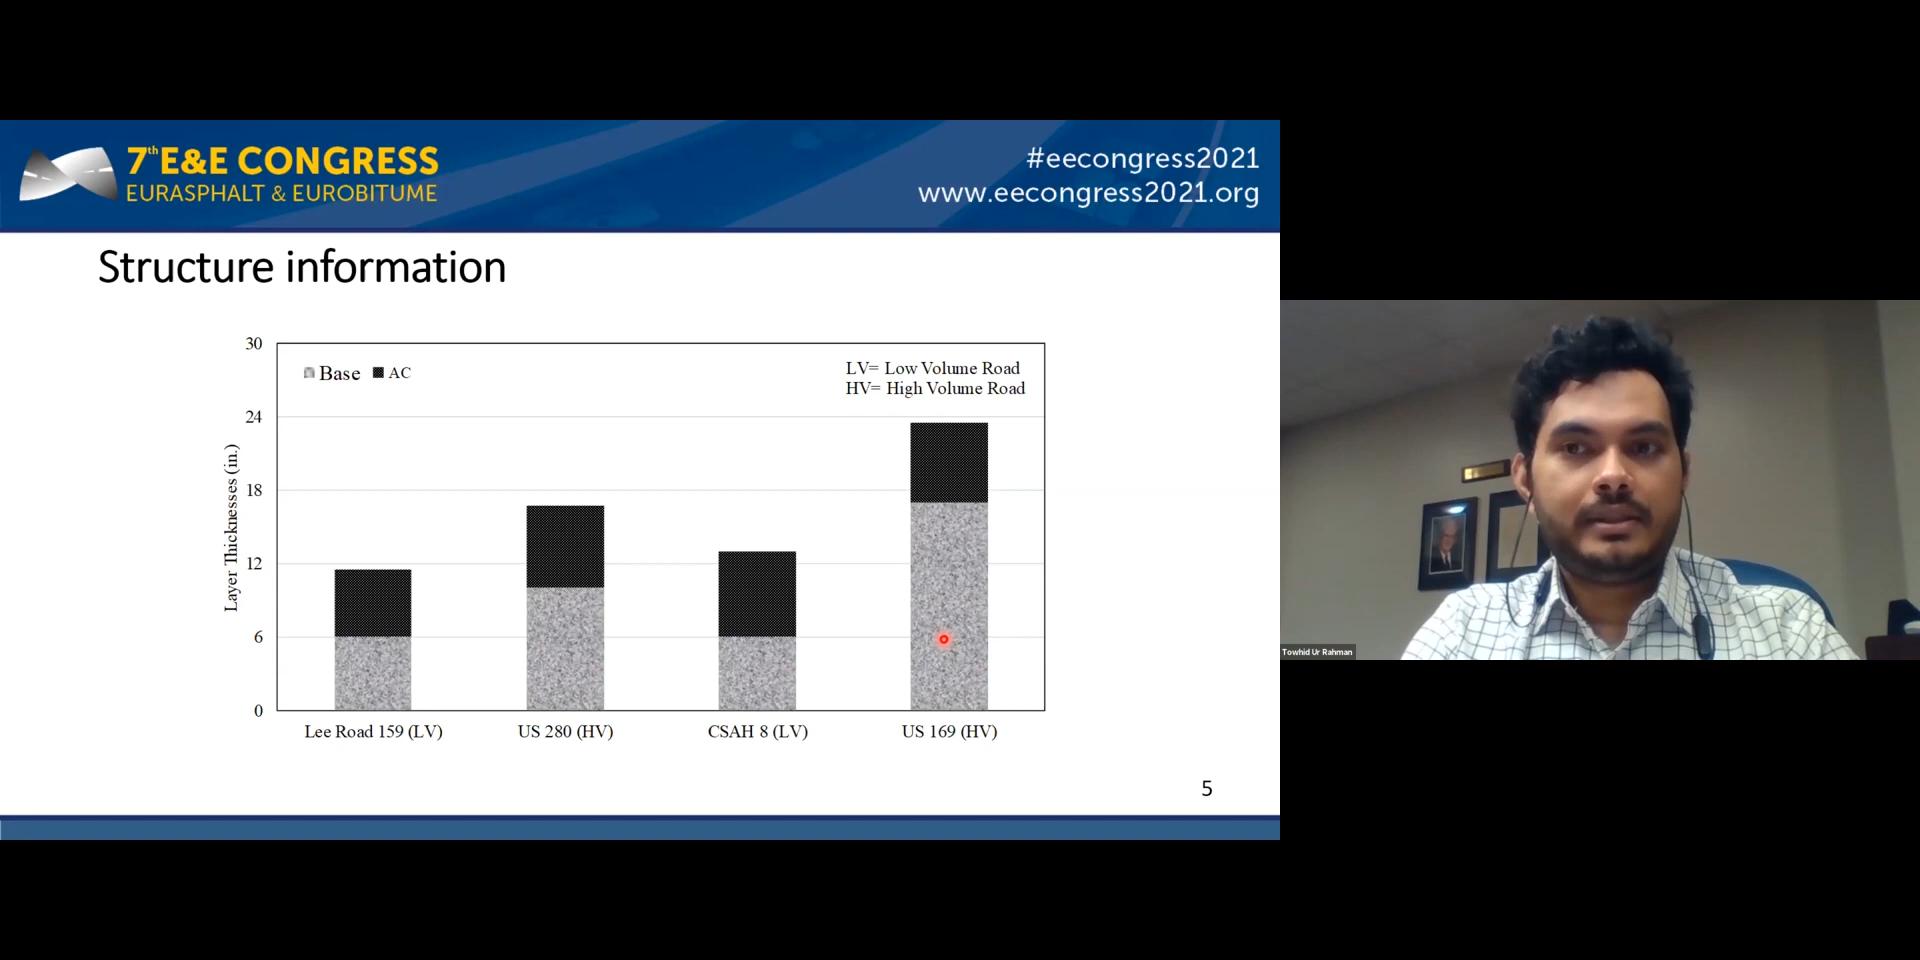 7th E&E CONGRESS
EURASPHALT & EUROBITUME
#eecongress2021
www.eecongress2021.org
Structure information
30
24
18
12
6
0
Layer Thicknesses (in.)
Base AC
LV= Low Volume Road
HV= High Volume Road
Lee Road 159 (LV)
US 280 (HV)
CSAH 8 (LV)
US 169 (HV)
5
Towhid Ur Rahman